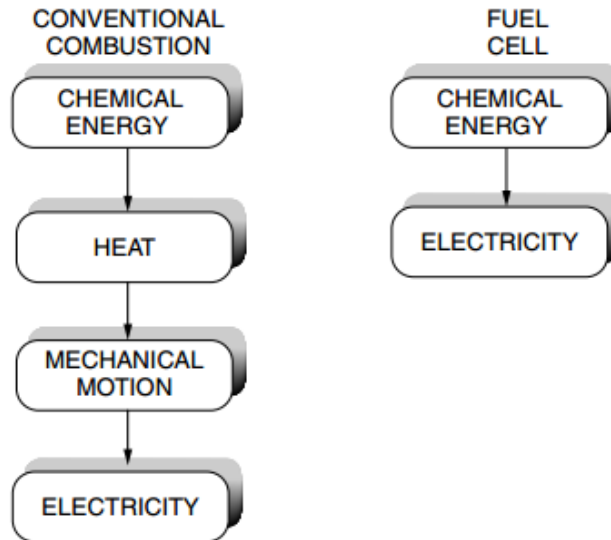 CONVENTIONAL
COMBUSTION
CHEMICAL
ENERGY
HEAT
MECHANICAL
MOTION
ELECTRICITY
FUEL
CELL
CHEMICAL
ENERGY
ELECTRICITY